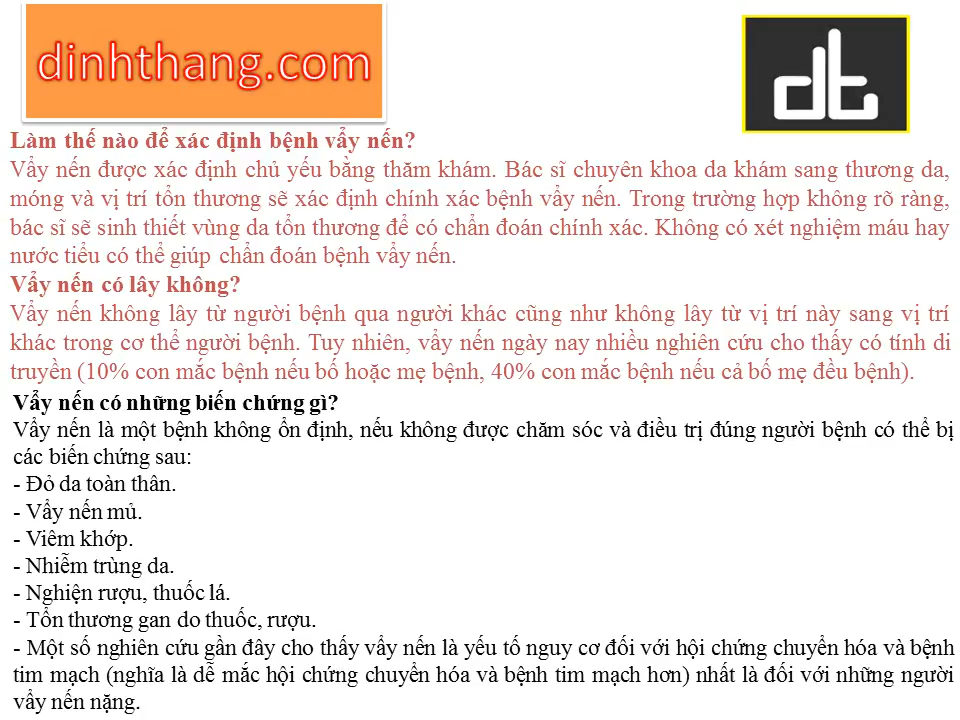 dinhthang.com
dt
Làm thế nào để xác định bệnh vẩy nến?
Vẩy nến được xác định chủ yếu bằng thăm khám. Bác sĩ chuyên khoa da khám sang thương da,
móng và vị trí tổn thương sẽ xác định chính xác bệnh vẩy nến. Trong trường hợp không rõ ràng,
bác sĩ sẽ sinh thiết vùng da tổn thương để có chẩn đoán chính xác. Không có xét nghiệm máu hay
nước tiểu có thể giúp chẩn đoán bệnh vẩy nến.
Vẩy nến có lây không?
Vẩy nến không lây từ người bệnh qua người khác cũng như không lây từ vị trí này sang vị trí
khác trong cơ thể người bệnh. Tuy nhiên, vẩy nến ngày nay nhiều nghiên cứu cho thấy có tính di
truyền (10% con mắc bệnh nếu bố hoặc mẹ bệnh, 40% con mắc bệnh nếu cả bố mẹ đều bệnh).
Vẩy nến có những biến chứng gì?
Vẩy nến là một bệnh không ổn định, nếu không được chăm sóc và điều trị đúng người bệnh có thể bị
các biến chứng sau:
- Đỏ da toàn thân.
- Vẩy nến mủ.
- Viêm khớp.
- Nhiễm trùng da.
- Nghiện rượu, thuốc lá.
- Tổn thương gan do thuốc, rượu.
- Một số nghiên cứu gần đây cho thấy vẩy nến là yếu tố nguy cơ đối với hội chứng chuyển hóa và bệnh
tim mạch (nghĩa là dễ mắc hội chứng chuyển hóa và bệnh tim mạch hơn) nhất là đối với những người
vẩy nến nặng.